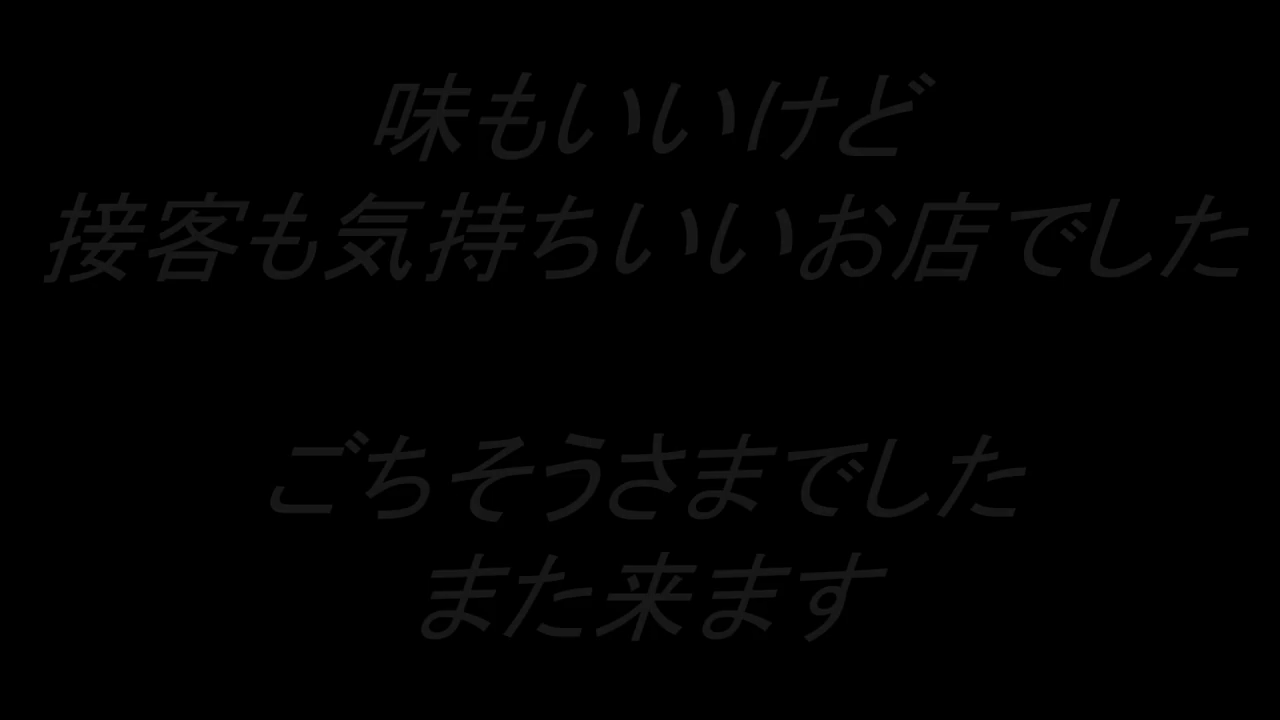 味もいいけど
接客も気持ちいいお店でした
ごちそうさまでした
また来ます